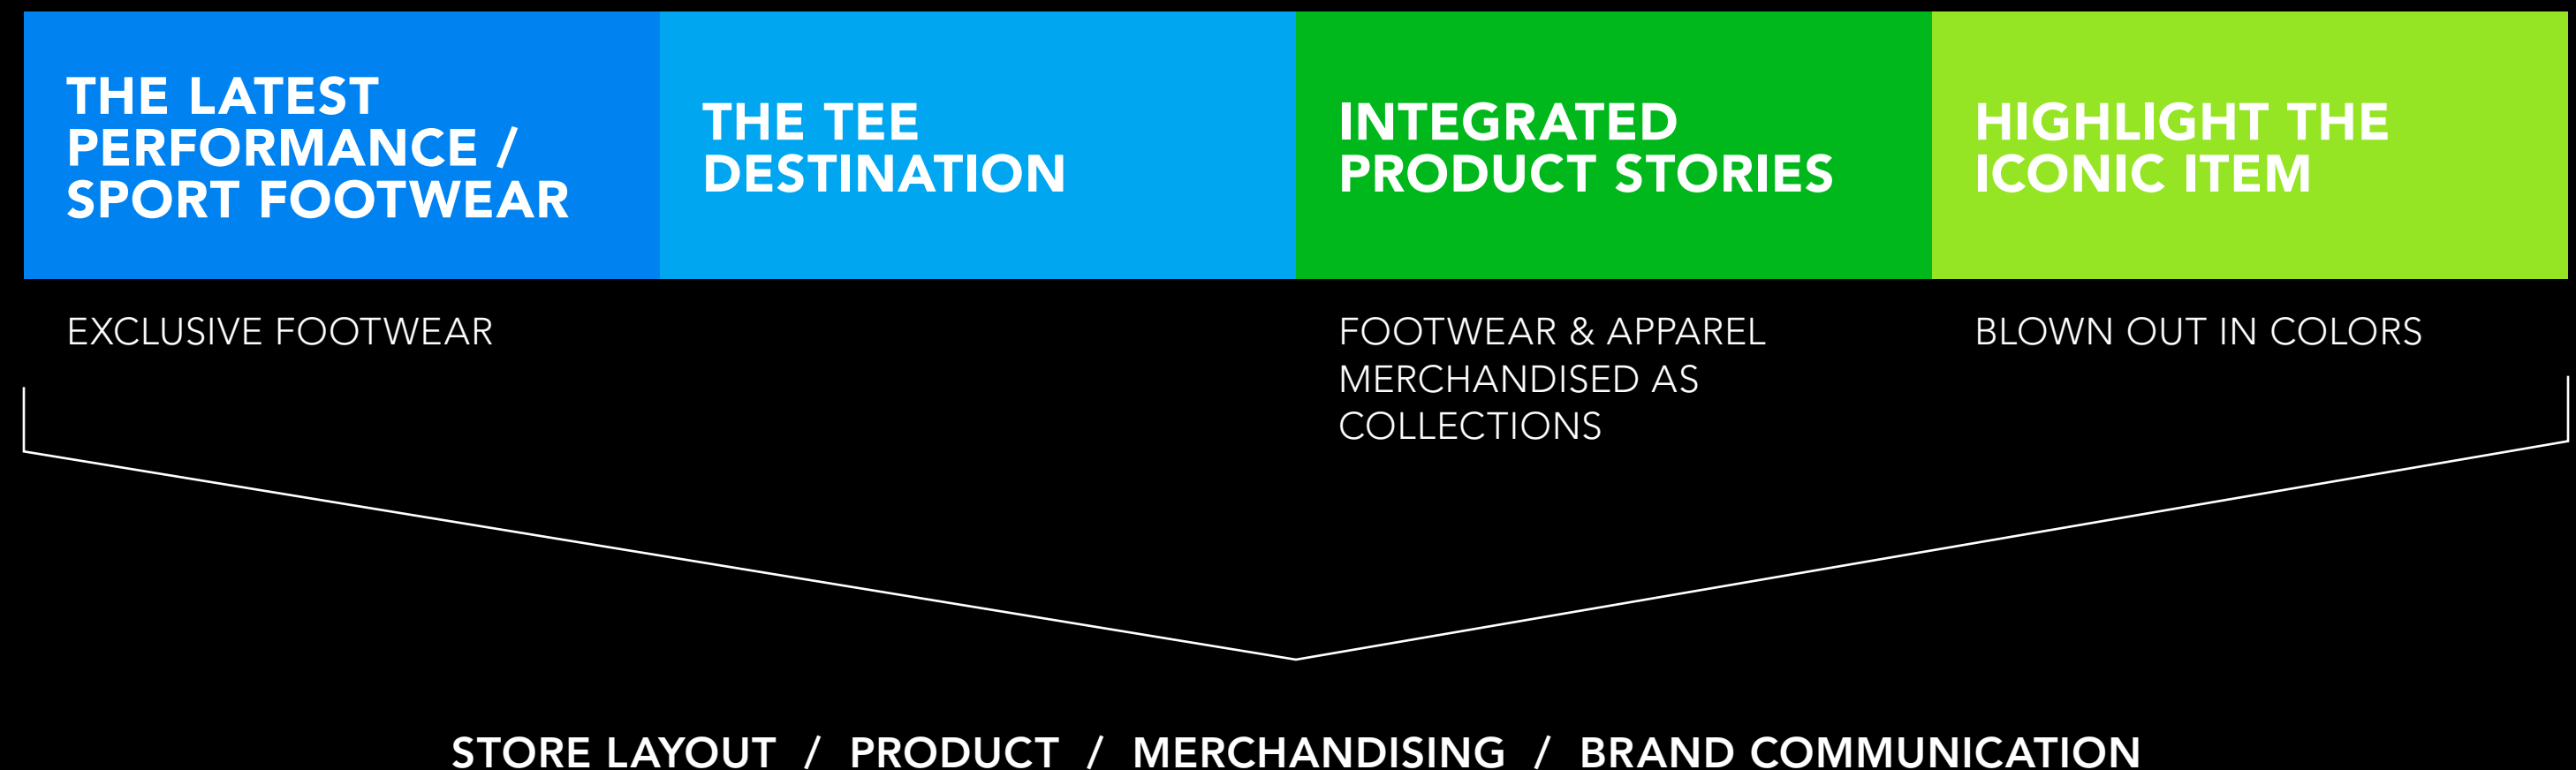 THE LATEST
PERFORMANCE /
SPORT FOOTWEAR
EXCLUSIVE FOOTWEAR
THE TEE
DESTINATION
INTEGRATED
PRODUCT STORIES
FOOTWEAR & APPAREL
MERCHANDISED AS
COLLECTIONS
HIGHLIGHT THE
ICONIC ITEM
BLOWN OUT IN COLORS
STORE LAYOUT / PRODUCT / MERCHANDISING / BRAND COMMUNICATION